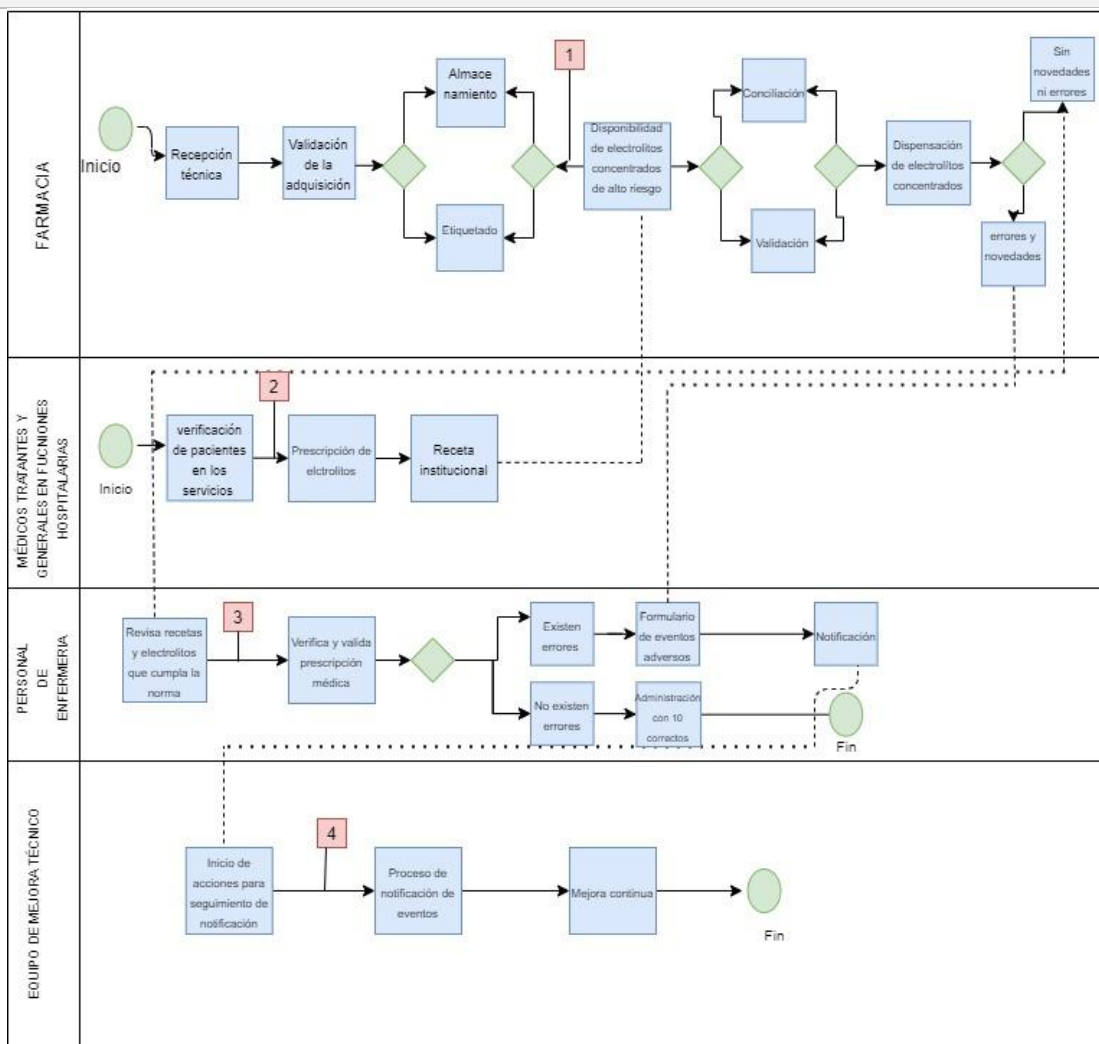 FARMACIA
Inicio
Recepción
técnica
Validación
de la
adquisición
Almace
namiento
Etiquetado
1
Disponibilidad
de electrolitos
concentrados
de alto riesgo
Conciliación
Validación
Dispensación
de electrolitos
concentrados
Sin
novedades
ni errores
errores y
novedades
MÉDICOS TRATANTES Y
GENERALES EN FUCNIONES
HOSPITALARIAS
Inicio
verificación
de pacientes
en los
servicios
2
Prescripción de
elctrolitos
Receta
institucional
PERSONAL
DE
ENFERMERIA
Revisa recetas
y electrolitos
que cumpla la
norma
3
Verifica y valida
prescripción
médica
Existen
errores
Formulario
de eventos
adversos
Notificación
No existen
errores
Administración
con 10
correctos
Fin
EQUIPO DE MEJORA TÉCNICO
Inicio de
acciones para
seguimiento de
notificación
4
Proceso de
notificación de
eventos
Mejora continua
Fin